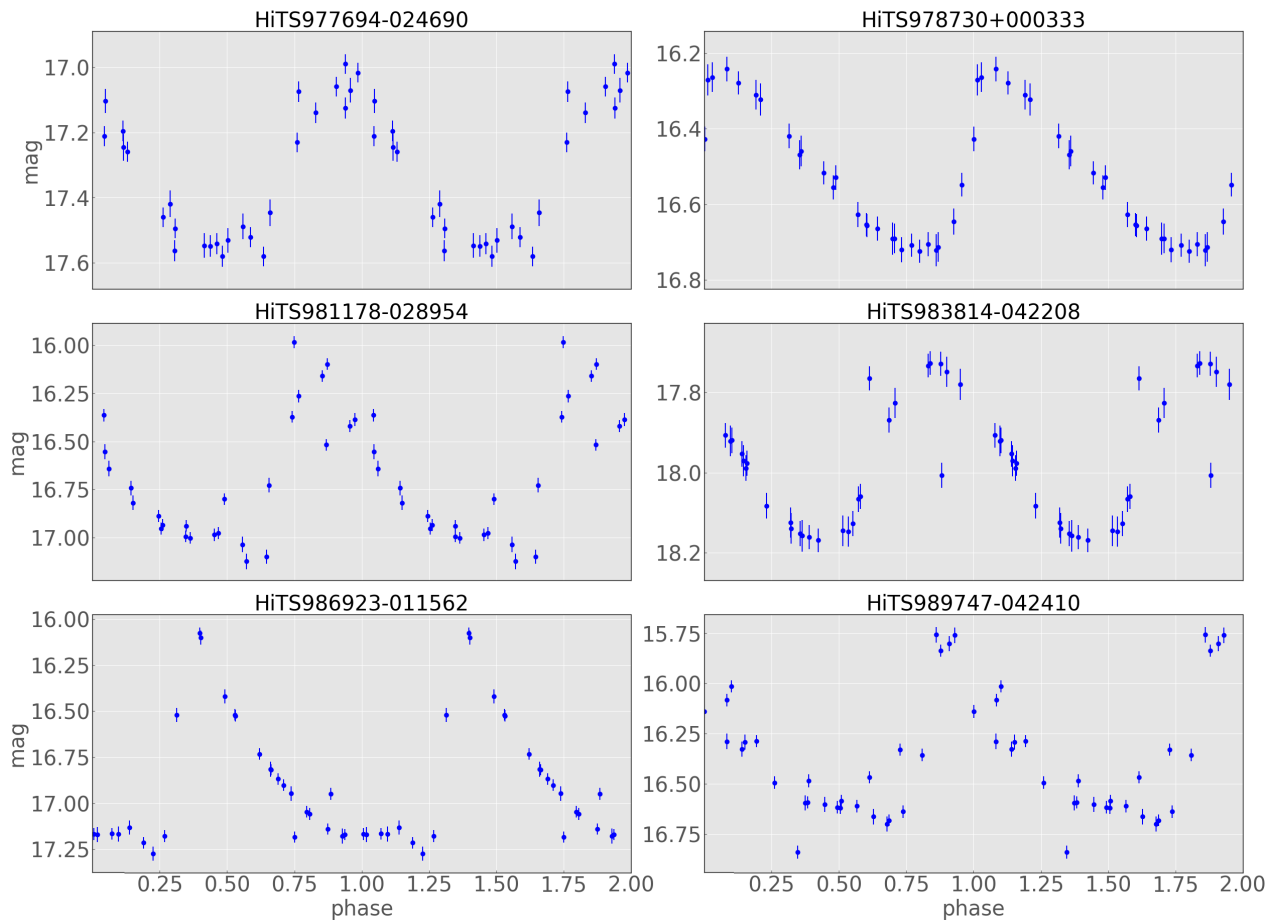 HiTS977694-024690
HiTS978730+000333
17.0
17.2
17.4
17.6
mag
16.2
16.4
16.6
16.8
HiTS981178-028954
HiTS983814-042208
16.00
16.25
16.50
16.75
17.00
mag
17.8
18.0
18.2
HiTS986923-011562
HiTS989747-042410
16.00
16.25
16.50
16.75
17.00
17.25
mag
15.75
16.00
16.25
16.50
16.75
0.25 0.50 0.75 1.00 1.25 1.50 1.75 2.00
phase
0.25 0.50 0.75 1.00 1.25 1.50 1.75 2.00
phase